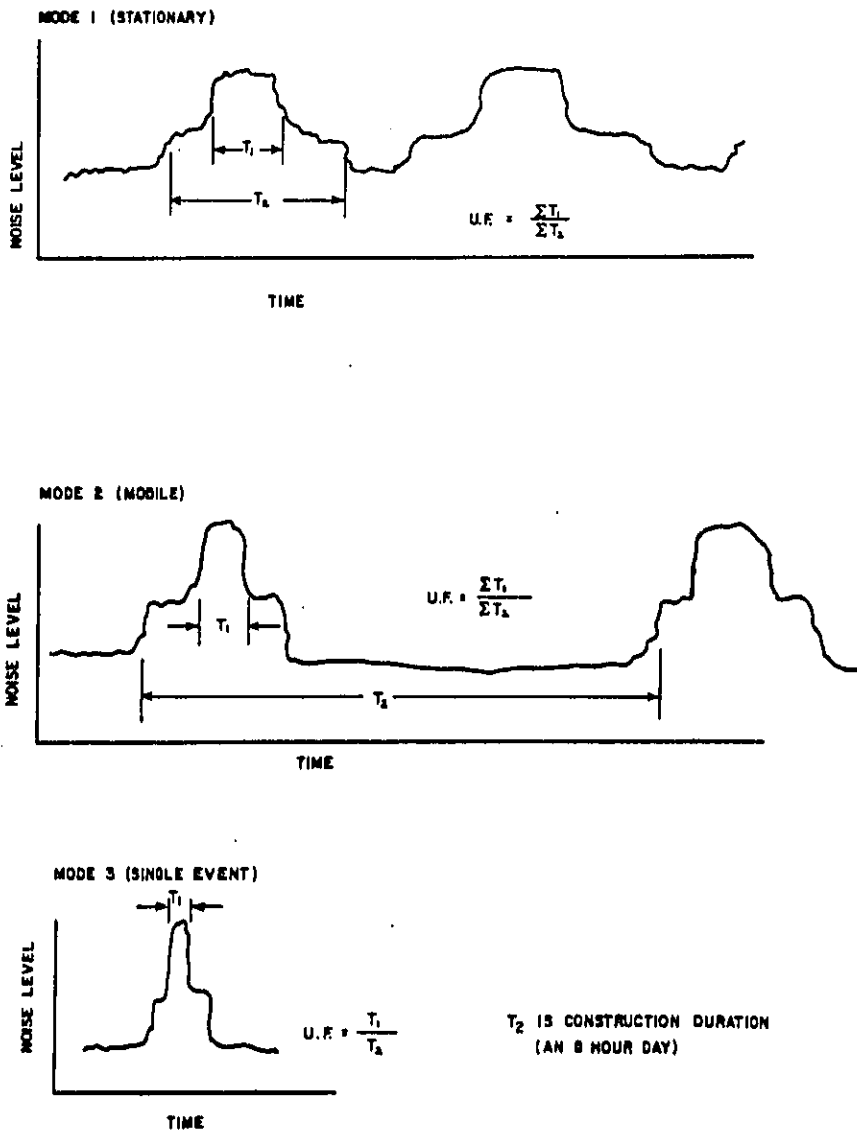 MODE 1 (STATIONARY)
NOISE LEVEL
T₁
T₂
U.F. = ΣT₁ / ΣT₂
TIME
MODE 2 (MOBILE)
NOISE LEVEL
U.F. = ΣT₁ / ΣT₂
T₁
T₂
TIME
MODE 3 (SINGLE EVENT)
T₁
NOISE LEVEL
U.F. = T₁ / T₂
T₂ IS CONSTRUCTION DURATION
(AN 8 HOUR DAY)
TIME